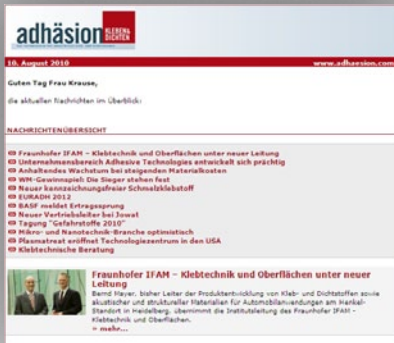 adhäsion KLEBEN& DICHTEN
10. August 2010 www.adhaesion.com
Guten Tag Frau Krause,
die aktuellen Nachrichten im Überblick:
NACHRICHTENÜBERSICHT
Fraunhofer IFAM – Klebtechnik und Oberflächen unter neuer Leitung
Unternehmensbereich Adhesive Technologies entwickelt sich prächtig
Anhaltendes Wachstum bei steigenden Materialkosten
WM-Gewinnspiel: Die Sieger stehen fest
Neuer kennzeichnungsfreier Schmelzklebstoff
EURADH 2012
BASF meldet Ertragssprung
Neuer Vertriebsleiter bei Jowat
Tagung "Gefahrstoffe 2010"
Mikro- und Nanotechnik-Branche optimistisch
Plasmatreat eröffnet Technologiezentrum in den USA
Klebtechnische Beratung
Fraunhofer IFAM – Klebtechnik und Oberflächen unter neuer
Leitung
Bernd Mayer, bisher Leiter der Produktentwicklung von Kleb- und Dichtstoffen sowie
akustischer und struktureller Materialien für Automobilanwendungen am Henkel-
Standort in Heidelberg, übernimmt die Institutsleitung des Fraunhofer IFAM -
Klebtechnik und Oberflächen.
» mehr...